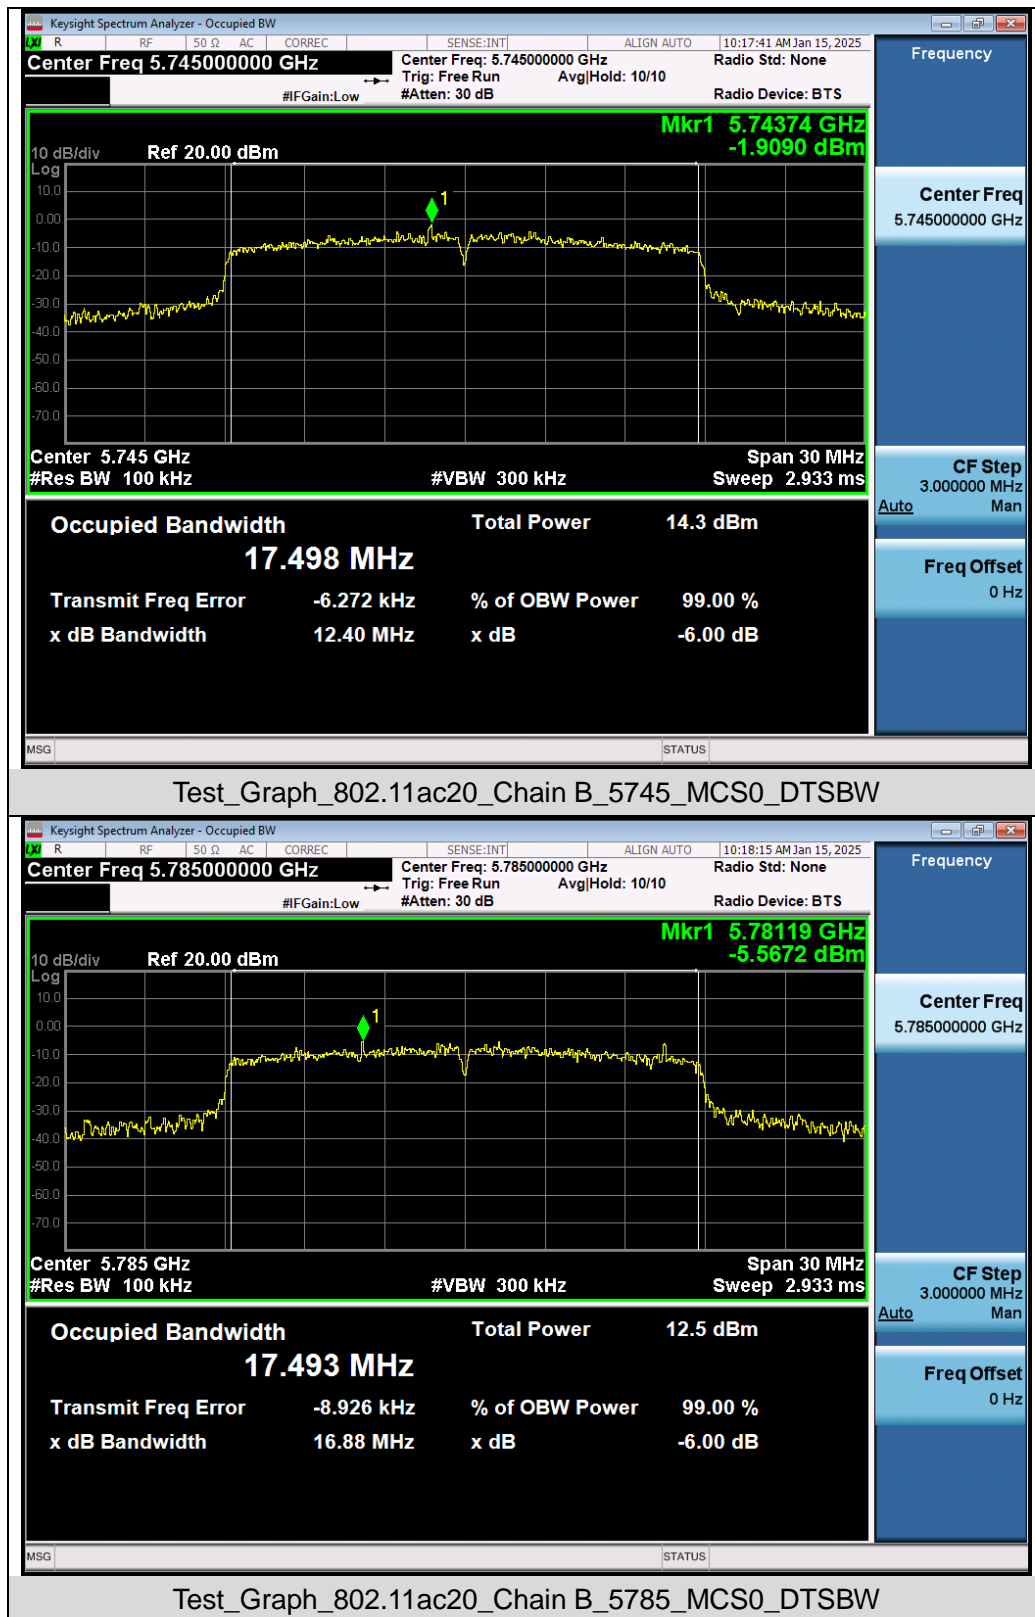 Keysight Spectrum Analyzer - Occupied BW
LXI R RF 50 Ω AC CORREC SENSE:INT ALIGN AUTO 10:17:41 AM Jan 15, 2025
Center Freq 5.745000000 GHz Center Freq: 5.745000000 GHz Radio Std: None Frequency
Trig: Free Run Avg|Hold: 10/10
#IFGain:Low #Atten: 30 dB Radio Device: BTS
Mkr1 5.74374 GHz
10 dB/div Ref 20.00 dBm -1.9090 dBm
Log
10.0
1
0.00
-10.0
-20.0
-30.0
-40.0
-50.0
-60.0
-70.0
Center Freq
5.745000000 GHz
Center 5.745 GHz Span 30 MHz
#Res BW 100 kHz #VBW 300 kHz Sweep 2.933 ms
CF Step
3.000000 MHz
Auto Man
Occupied Bandwidth Total Power 14.3 dBm
17.498 MHz
Freq Offset
0 Hz
Transmit Freq Error -6.272 kHz % of OBW Power 99.00 %
x dB Bandwidth 12.40 MHz x dB -6.00 dB
MSG STATUS
Test_Graph_802.11ac20_Chain B_5745_MCS0_DTSBW
Keysight Spectrum Analyzer - Occupied BW
LXI R RF 50 Ω AC CORREC SENSE:INT ALIGN AUTO 10:18:15 AM Jan 15, 2025
Center Freq 5.785000000 GHz Center Freq: 5.785000000 GHz Radio Std: None Frequency
Trig: Free Run Avg|Hold: 10/10
#IFGain:Low #Atten: 30 dB Radio Device: BTS
Mkr1 5.78119 GHz
10 dB/div Ref 20.00 dBm -5.5672 dBm
Log
10.0
1
0.00
-10.0
-20.0
-30.0
-40.0
-50.0
-60.0
-70.0
Center Freq
5.785000000 GHz
Center 5.785 GHz Span 30 MHz
#Res BW 100 kHz #VBW 300 kHz Sweep 2.933 ms
CF Step
3.000000 MHz
Auto Man
Occupied Bandwidth Total Power 12.5 dBm
17.493 MHz
Freq Offset
0 Hz
Transmit Freq Error -8.926 kHz % of OBW Power 99.00 %
x dB Bandwidth 16.88 MHz x dB -6.00 dB
MSG STATUS
Test_Graph_802.11ac20_Chain B_5785_MCS0_DTSBW